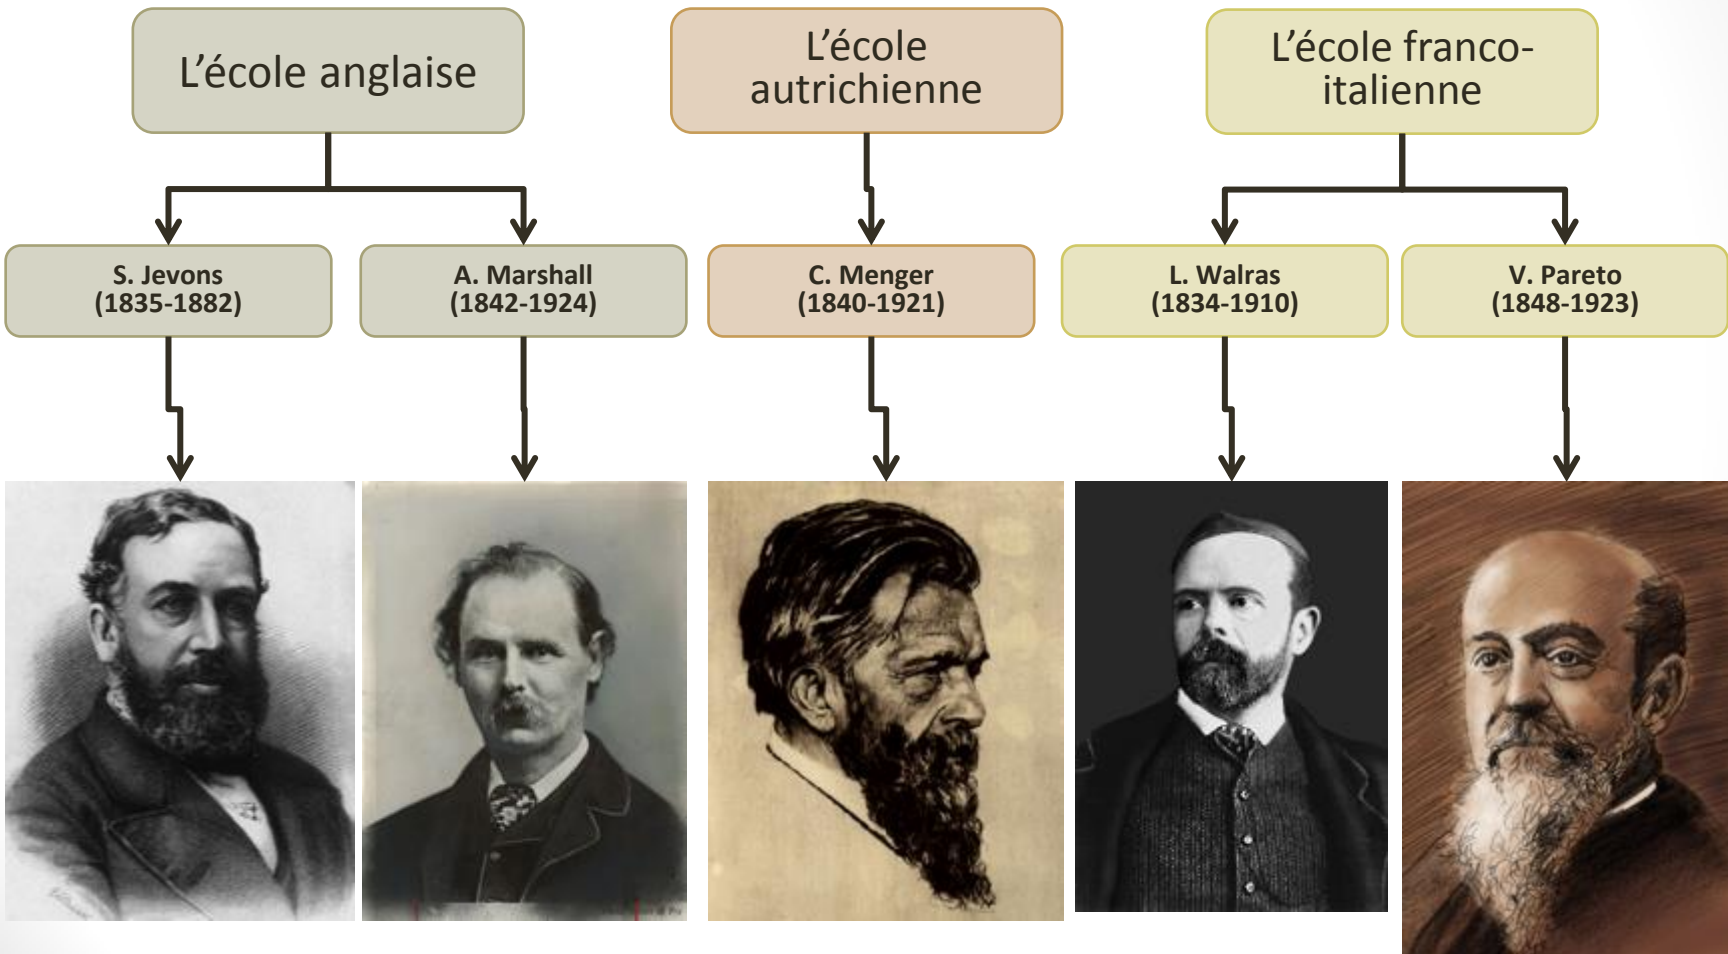 L’école anglaise
L’école
autrichienne
L’école franco-
italienne
S. Jevons
(1835-1882)
A. Marshall
(1842-1924)
C. Menger
(1840-1921)
L. Walras
(1834-1910)
V. Pareto
(1848-1923)